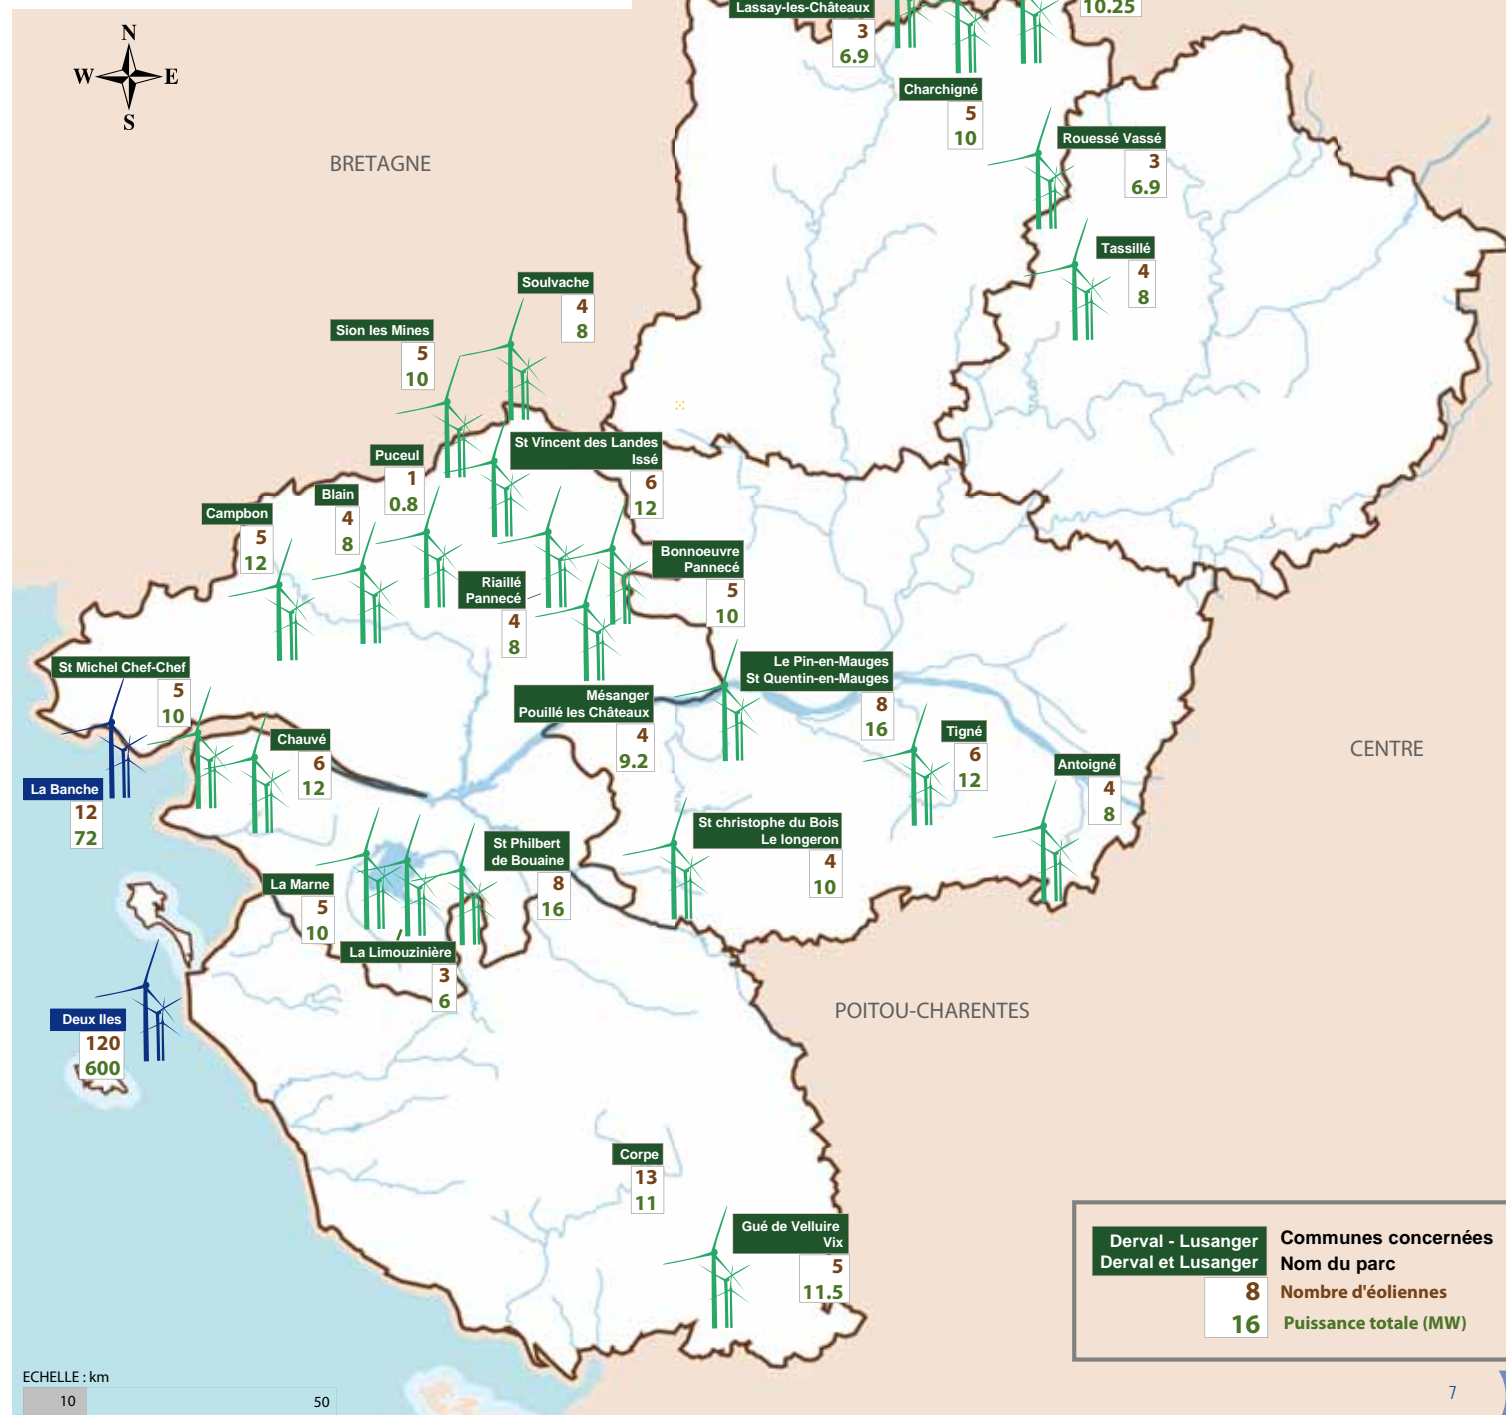 Lassay-les-Châteaux
3
6.9
10.25
N
W
E
S
Charchigné
5
10
BRETAGNE
Rouessé Vassé
3
6.9
Tassillé
4
8
Soulvache
4
8
Sion les Mines
5
10
St Vincent des Landes
Issé
6
12
Puceul
1
0.8
Blain
4
8
Campbon
5
12
Bonnoeuvre
Pannecé
5
10
Riaillé
Pannecé
4
8
St Michel Chef-Chef
5
10
Le Pin-en-Mauges
St Quentin-en-Mauges
8
16
Mésanger
Pouillé les Châteaux
4
9.2
Chauvé
6
12
Tigné
6
12
CENTRE
Antoigné
4
8
La Banche
12
72
St christophe du Bois
Le longeron
4
10
St Philbert
de Bouaine
8
16
La Marne
5
10
La Limouzinière
3
6
POITOU-CHARENTES
Deux Iles
120
600
Corpe
13
11
Gué de Velluire
Vix
5
11.5
Derval - Lusanger
Communes concernées
Derval et Lusanger
Nom du parc
8
Nombre d'éoliennes
16
Puissance totale (MW)
ECHELLE : km
10
50
7